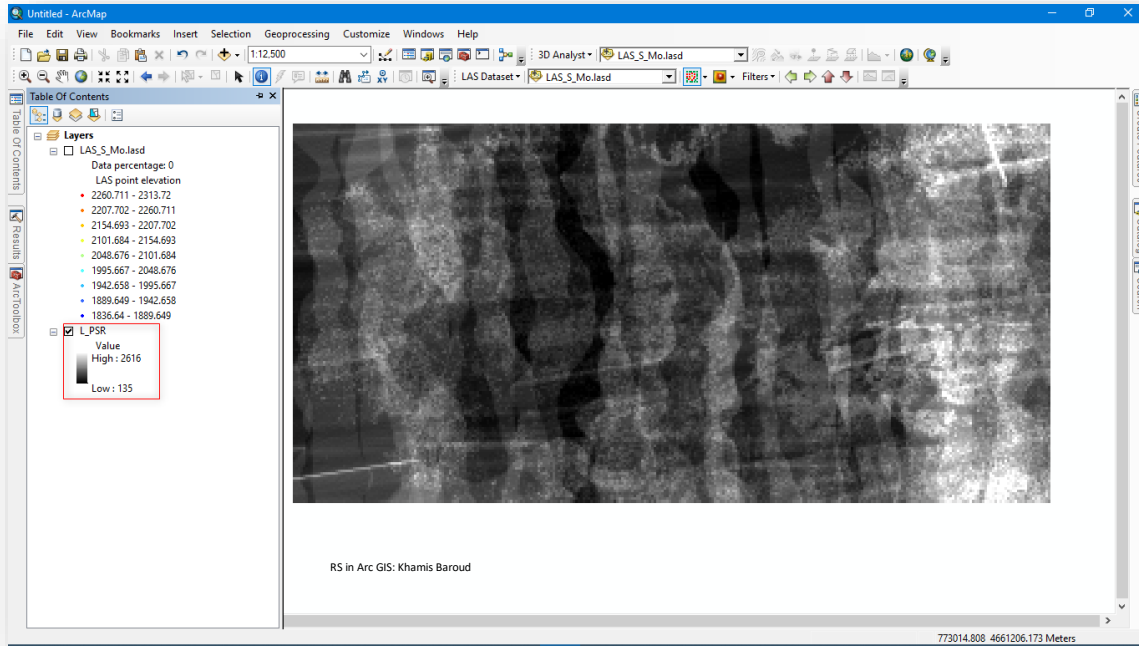 Untitled - ArcMap
File Edit View Bookmarks Insert Selection Geoprocessing Customize Windows Help
1:12,500
3D Analyst
LAS_S_Mo.lasd
LAS Dataset
LAS_S_Mo.lasd
Filters
Table Of Contents
Table Of Contents
Results
ArcToolbox
Layers
LAS_S_Mo.lasd
Data percentage: 0
LAS point elevation
2260.711 - 2313.72
2207.702 - 2260.711
2154.693 - 2207.702
2101.684 - 2154.693
2048.676 - 2101.684
1995.667 - 2048.676
1942.658 - 1995.667
1889.649 - 1942.658
1836.64 - 1889.649
L_PSR
Value
High : 2616
Low : 135
RS in Arc GIS: Khamis Baroud
773014.808 4661206.173 Meters